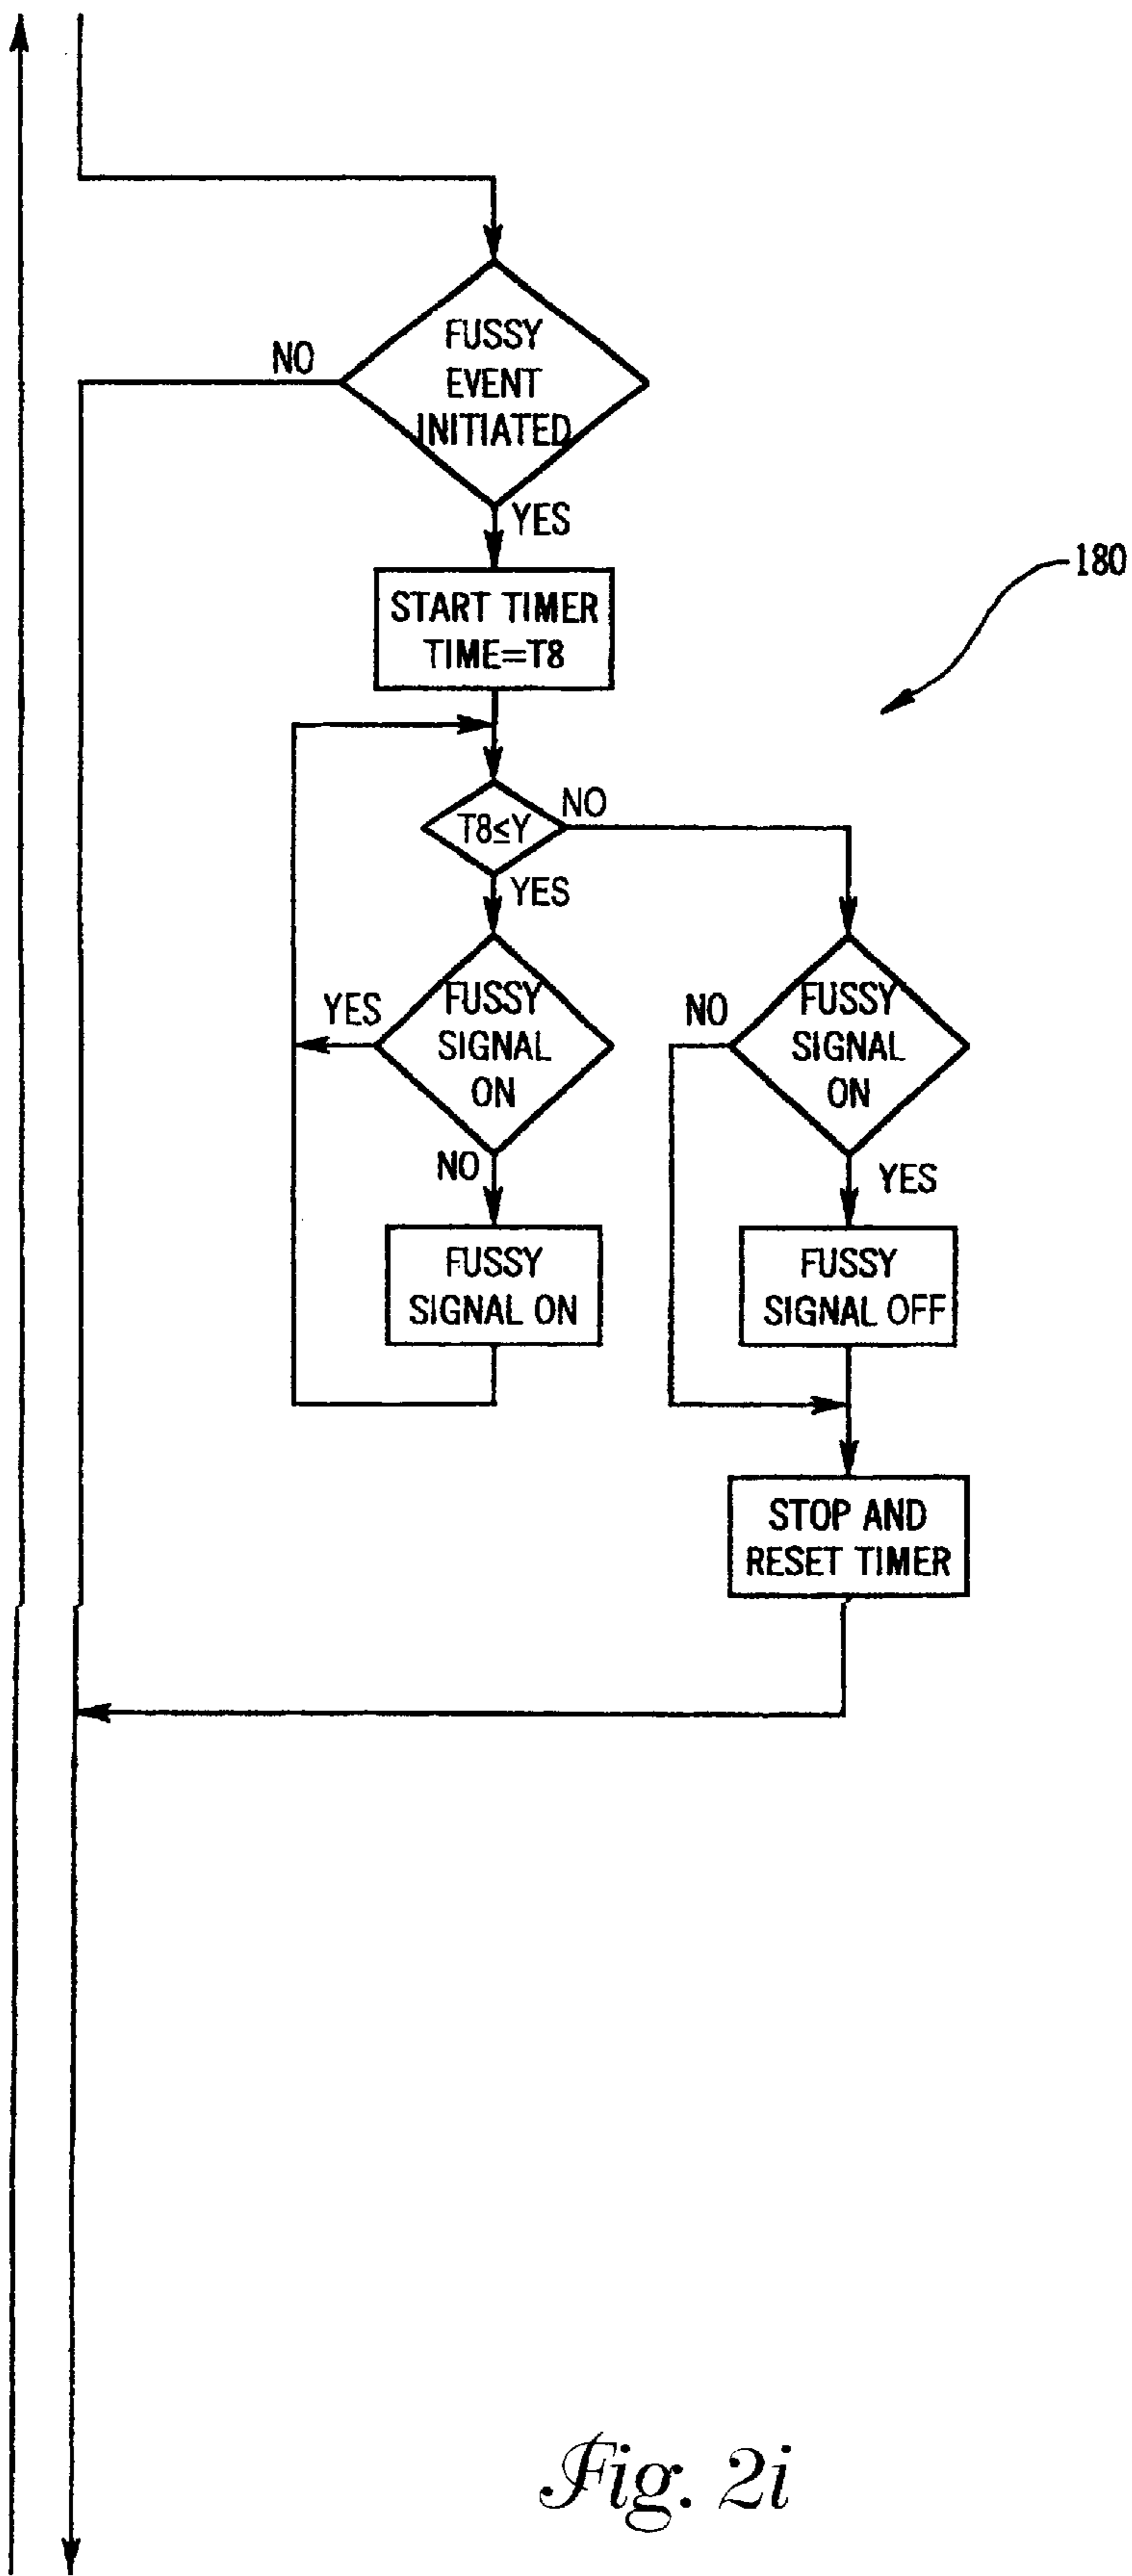 FUSSY
EVENT
INITIATED
NO
YES
START TIMER
TIME=T8
180
T8≤Y
NO
YES
FUSSY
SIGNAL
ON
YES
NO
FUSSY
SIGNAL ON
FUSSY
SIGNAL
ON
NO
YES
FUSSY
SIGNAL OFF
STOP AND
RESET TIMER
Fig. 2i